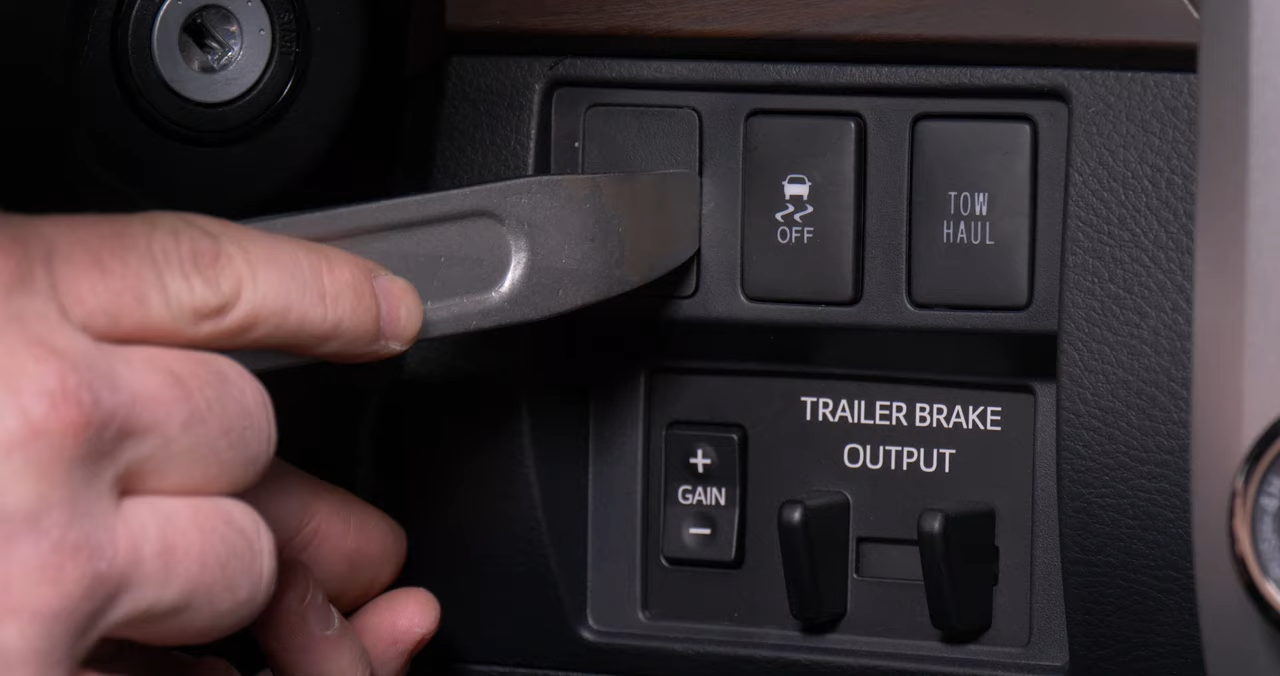 OFF
TOW
HAUL
TRAILER BRAKE
OUTPUT
+
GAIN
−